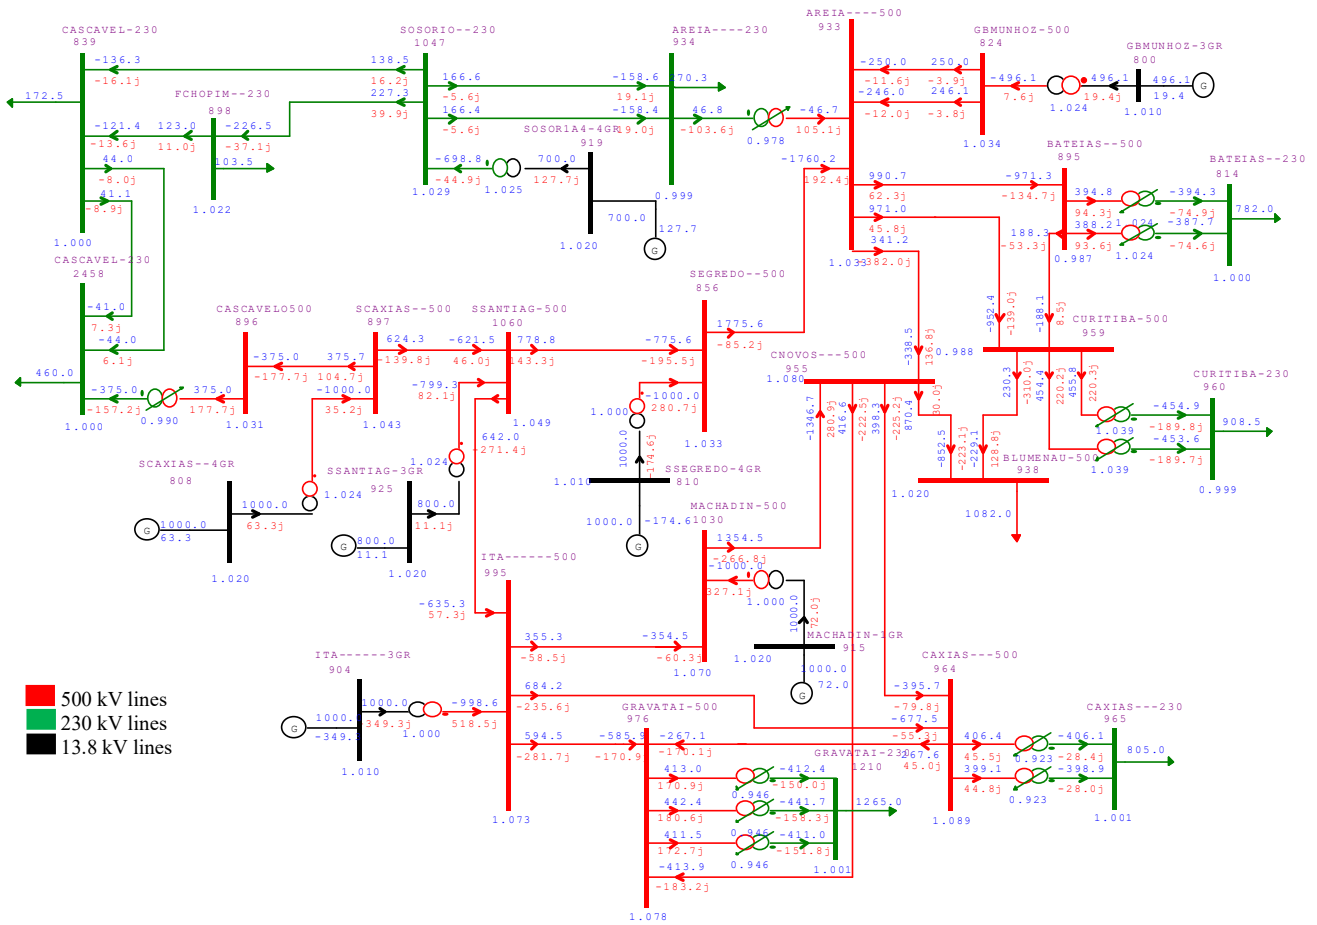 AREIA----500
933
CASCAVEL-230
839
SOSORIO--230
1047
AREIA----230
934
GBMUNHOZ-500
824
GBMUNHOZ-3GR
800
-136.3
-16.1j
138.5
16.2j
166.6
-5.6j
-158.6
19.1j
270.3
-250.0
-11.6j
250.0
-3.9j
-496.1
7.6j
1.024
496.1
19.4j
496.1
19.4
G
1.010
172.5
FCHOPIM--230
898
227.3
39.9j
166.4
-5.6j
-158.4
19.0j
46.8
-103.6j
0.978
-46.7
105.1j
-246.0
-12.0j
246.1
-3.8j
1.034
-121.4
-13.6j
123.0
11.0j
-226.5
-37.1j
103.5
1.022
SOSOR1A4-4GR
919
-698.8
-44.9j
1.025
700.0
127.7j
1.029
0.999
700.0
127.7
G
1.020
44.0
-8.0j
41.1
-8.9j
1.000
-1760.2
192.4j
990.7
62.3j
971.0
45.8j
341.2
-382.0j
1.033
BATEIAS--500
895
-971.3
-134.7j
188.3
-53.3j
0.987
394.8
94.3j
388.2
93.6j
1.024
1.024
-394.3
-74.9j
-387.7
-74.6j
BATEIAS--230
814
782.0
1.000
CASCAVEL-230
2458
-41.0
7.3j
-44.0
6.1j
460.0
-375.0
-157.2j
1.000
0.990
375.0
177.7j
CASCAVELO500
896
-375.0
-177.7j
1.031
SCAXIAS--500
897
375.7
104.7j
624.3
-139.8j
-1000.0
35.2j
1.043
SSANTIAG-500
1060
-621.5
46.0j
778.8
143.3j
-799.3
82.1j
642.0
-271.4j
1.049
1.024
SEGREDO--500
856
1775.6
-85.2j
-775.6
-195.5j
-1000.0
280.7j
1.000
1.033
1000.0
-174.6j
SSEGREDO-4GR
810
1.010
1000.0
-174.6
G
CNOVOS---500
955
1.080
-338.5
136.8j
0.988
-952.4
-139.0j
-188.1
8.5j
CURITIBA-500
959
230.3
-310.0j
454.4
220.2j
455.8
220.3j
1.039
1.039
-454.9
-189.8j
-453.6
-189.7j
CURITIBA-230
960
908.5
0.999
-1346.7
280.9j
416.6
-222.5j
398.3
-225.2j
870.4
30.0j
-852.5
-223.1j
-229.1
128.8j
BLUMENAU-500
938
1.020
1082.0
SCAXIAS--4GR
808
1000.0
63.3
G
1000.0
63.3j
1.024
1.020
SSANTIAG-3GR
925
800.0
11.1
G
800.0
11.1j
1.020
MACHADIN-500
1030
1354.5
-266.8j
-1000.0
327.1j
1.000
1000.0
72.0j
MACHADIN-1GR
915
1.020
1000.0
72.0
G
ITA------500
995
-635.3
57.3j
355.3
-58.5j
-354.5
-60.3j
1.070
684.2
-235.6j
594.5
-281.7j
1.073
ITA------3GR
904
1000.
-349.
G
1000.0
349.3j
1.000
-998.6
518.5j
1.010
CAXIAS---500
964
-395.7
-79.8j
-677.5
-55.3j
267.6
45.0j
406.4
45.5j
399.1
44.8j
1.089
0.923
0.923
-406.1
-28.4j
-398.9
-28.0j
CAXIAS---230
965
805.0
1.001
GRAVATAI-500
976
-585.9
-170.9
-267.1
-170.1j
413.0
170.9j
442.4
180.6j
411.5
172.7j
-413.9
-183.2j
1.078
0.946
0.946
0.946
GRAVATAI-230
1210
-412.4
-150.0j
-441.7
-158.3j
-411.0
-151.8j
1265.0
1.001
500 kV lines
230 kV lines
13.8 kV lines